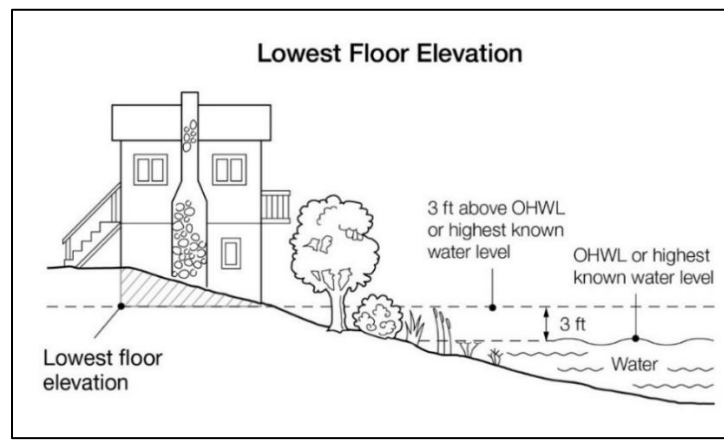 Lowest Floor Elevation
3 ft above OHWL
or highest known
water level
OHWL or highest
known water level
3 ft
Water
Lowest floor
elevation